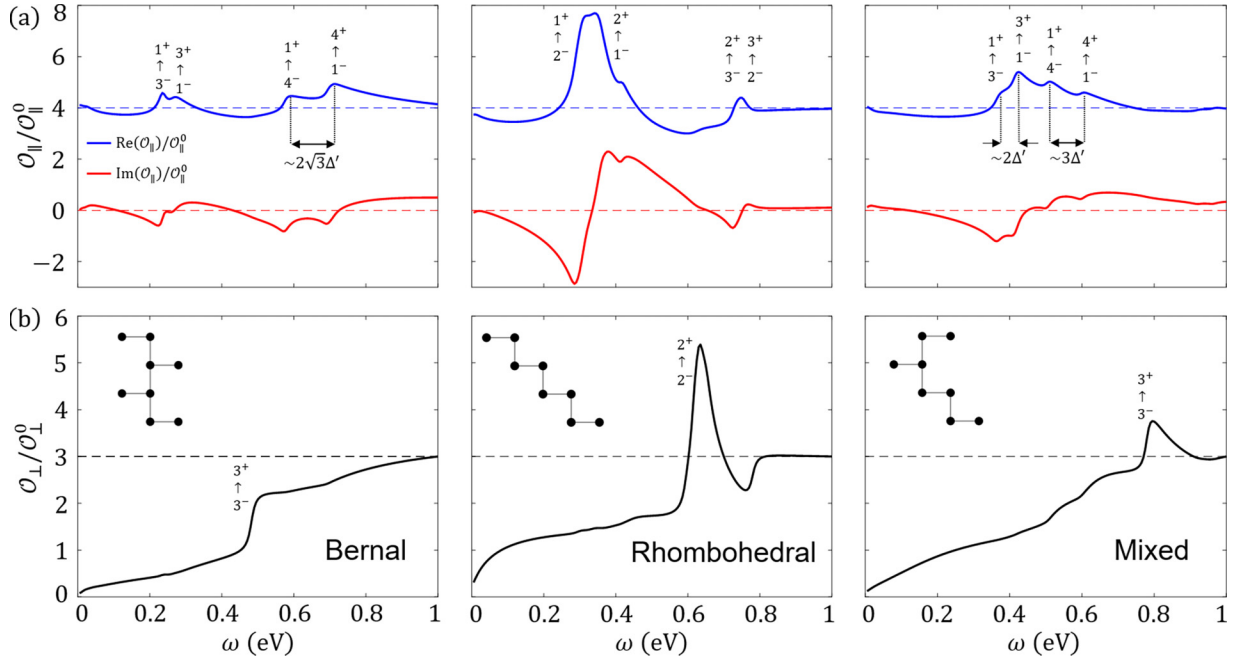 (a)
8
6
4
2
0
−2
𝒪∥/𝒪∥⁰
1⁺ ↑ 3⁻
3⁺ ↑ 1⁻
1⁺ ↑ 4⁻
4⁺ ↑ 1⁻
~2√3Δ′
Re(𝒪∥)/𝒪∥⁰
Im(𝒪∥)/𝒪∥⁰
1⁺ ↑ 2⁻
2⁺ ↑ 1⁻
2⁺ ↑ 3⁻
3⁺ ↑ 2⁻
1⁺ ↑ 3⁻
3⁺ ↑ 1⁻
1⁺ ↑ 4⁻
4⁺ ↑ 1⁻
~2Δ′
~3Δ′
(b)
6
5
4
3
2
1
0
𝒪⊥/𝒪⊥⁰
3⁺ ↑ 3⁻
Bernal
2⁺ ↑ 2⁻
Rhombohedral
3⁺ ↑ 3⁻
Mixed
0 0.2 0.4 0.6 0.8 1
0 0.2 0.4 0.6 0.8 1
0 0.2 0.4 0.6 0.8 1
ω (eV)
ω (eV)
ω (eV)